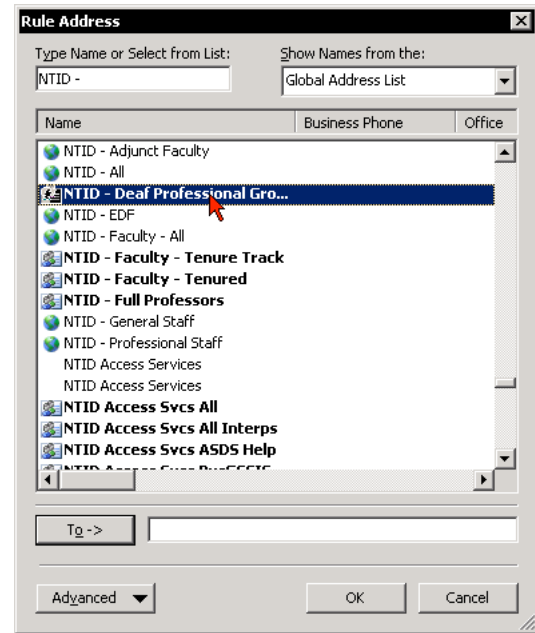 Rule Address
Type Name or Select from List: Show Names from the:
NTID - Global Address List
Name Business Phone Office
NTID - Adjunct Faculty
NTID - All
NTID - Deaf Professional Gro...
NTID - EDF
NTID - Faculty - All
NTID - Faculty - Tenure Track
NTID - Faculty - Tenured
NTID - Full Professors
NTID - General Staff
NTID - Professional Staff
NTID Access Services
NTID Access Services
NTID Access Svcs All
NTID Access Svcs All Interps
NTID Access Svcs ASDS Help
NTID Access Svcs
To ->
Advanced OK Cancel